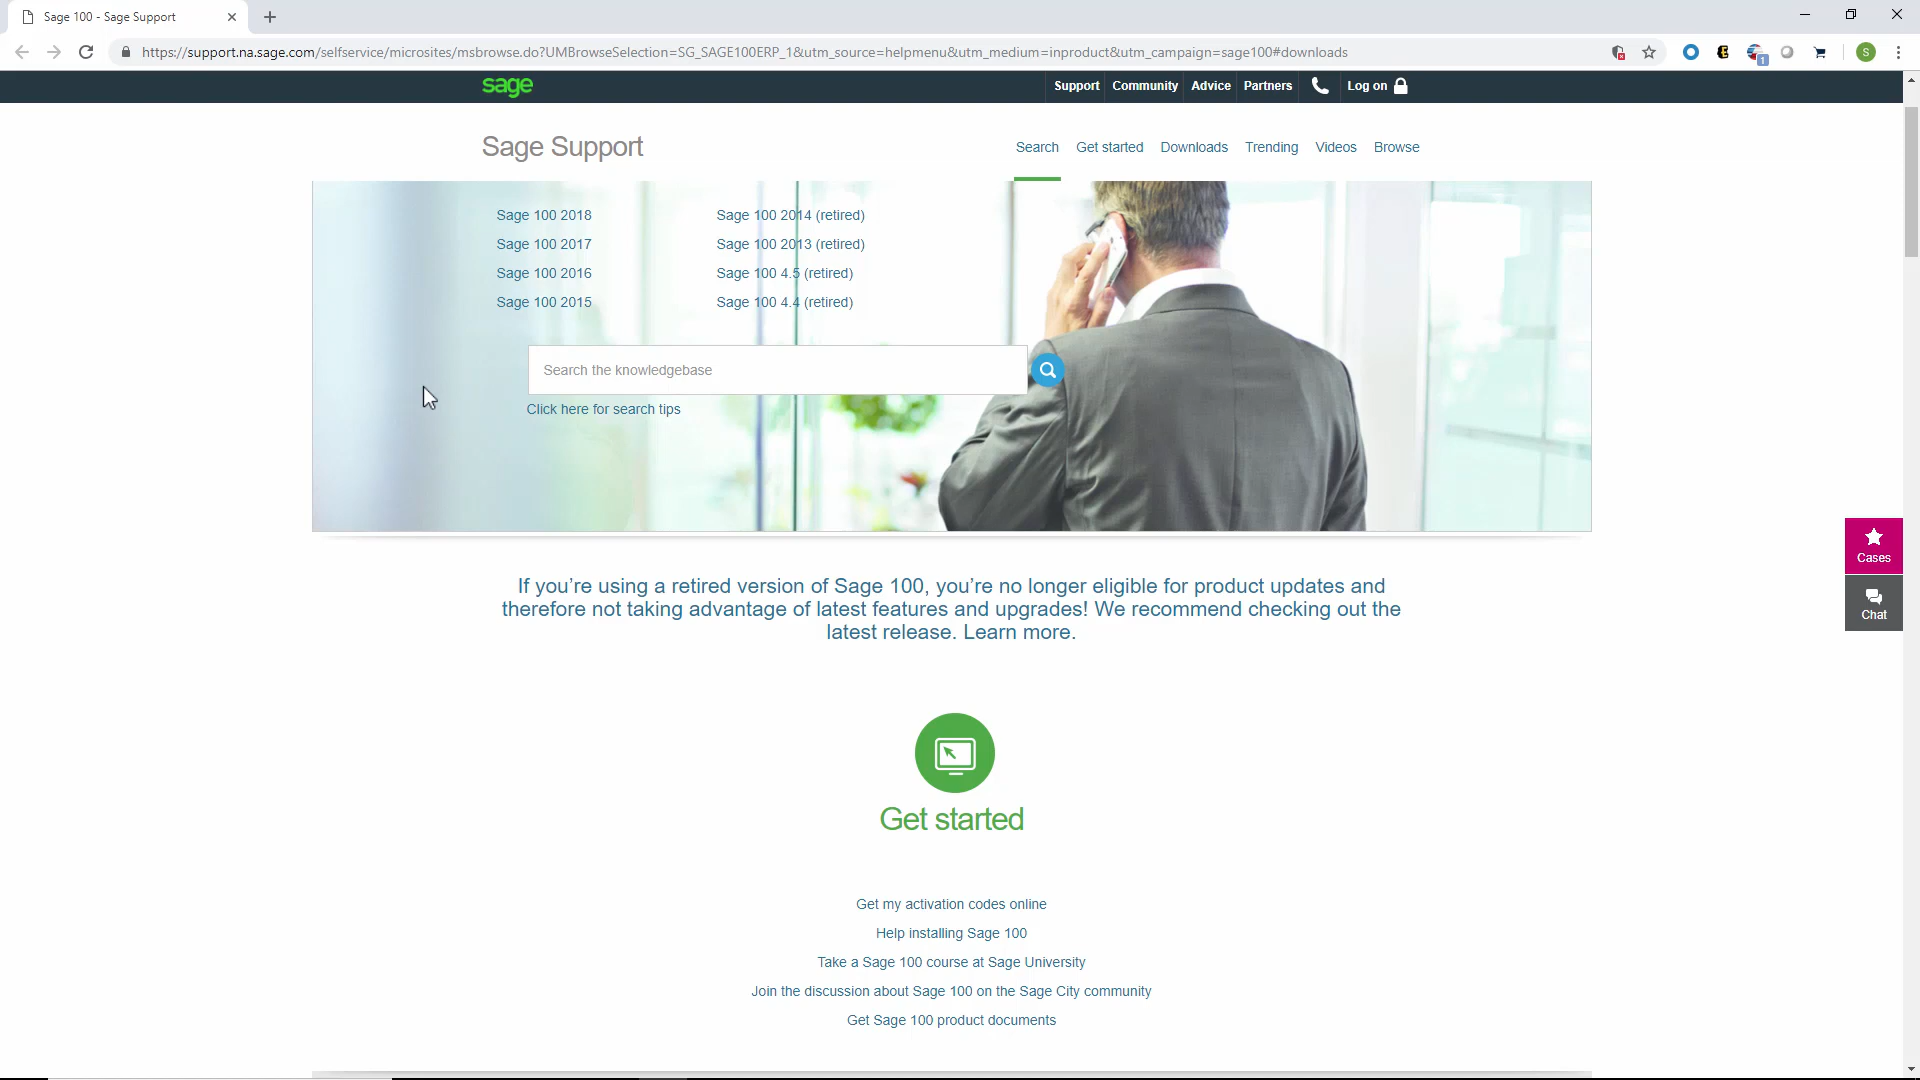 Sage 100 - Sage Support
https://support.na.sage.com/selfservice/microsites/msbrowse.do?UMBrowseSelection=SG_SAGE100ERP_1&utm_source=helpmenu&utm_medium=inproduct&utm_campaign=sage100#downloads
1
S
sage
Support Community Advice Partners Log on
Sage Support
Search Get started Downloads Trending Videos Browse
Sage 100 2018 Sage 100 2014 (retired)
Sage 100 2017 Sage 100 2013 (retired)
Sage 100 2016 Sage 100 4.5 (retired)
Sage 100 2015 Sage 100 4.4 (retired)
Search the knowledgebase
Click here for search tips
Cases
Chat
If you’re using a retired version of Sage 100, you’re no longer eligible for product updates and
therefore not taking advantage of latest features and upgrades! We recommend checking out the
latest release. Learn more.
Get started
Get my activation codes online
Help installing Sage 100
Take a Sage 100 course at Sage University
Join the discussion about Sage 100 on the Sage City community
Get Sage 100 product documents